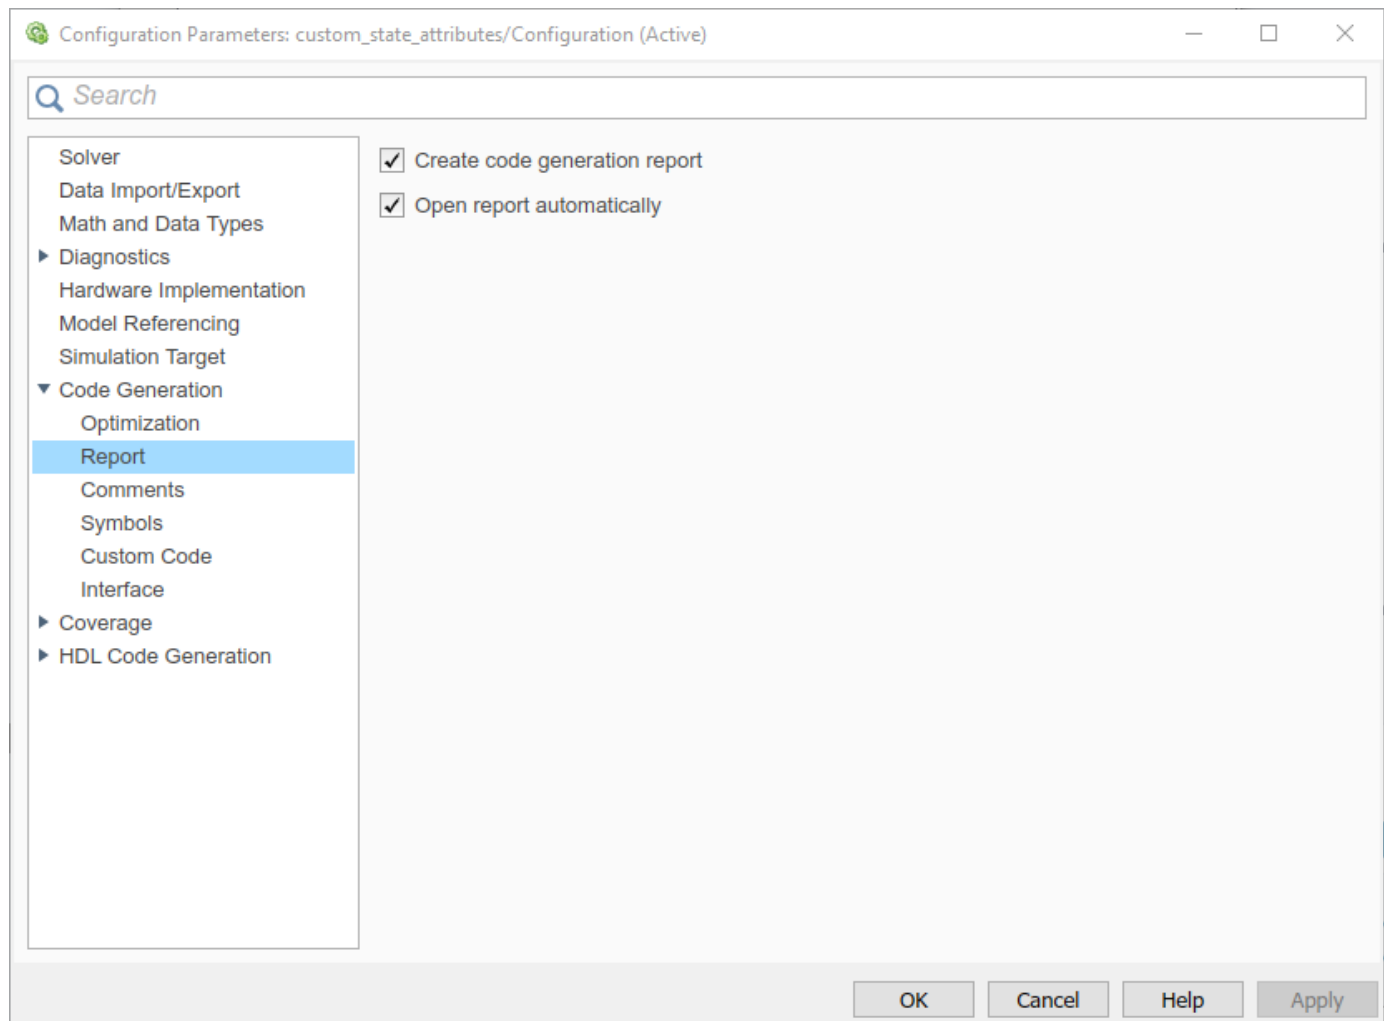 Configuration Parameters: custom_state_attributes/Configuration (Active)
Search
Solver
Data Import/Export
Math and Data Types
Diagnostics
Hardware Implementation
Model Referencing
Simulation Target
Code Generation
Optimization
Report
Comments
Symbols
Custom Code
Interface
Coverage
HDL Code Generation
Create code generation report
Open report automatically
OK
Cancel
Help
Apply